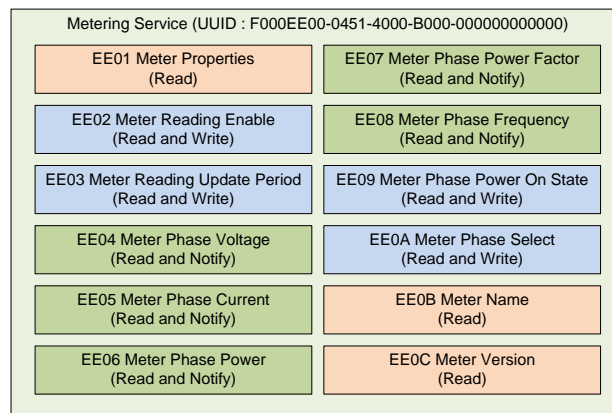 Metering Service (UUID : F000EE00-0451-4000-B000-000000000000)
EE01 Meter Properties
(Read)
EE02 Meter Reading Enable
(Read and Write)
EE03 Meter Reading Update Period
(Read and Write)
EE04 Meter Phase Voltage
(Read and Notify)
EE05 Meter Phase Current
(Read and Notify)
EE06 Meter Phase Power
(Read and Notify)
EE07 Meter Phase Power Factor
(Read and Notify)
EE08 Meter Phase Frequency
(Read and Notify)
EE09 Meter Phase Power On State
(Read and Write)
EE0A Meter Phase Select
(Read and Write)
EE0B Meter Name
(Read)
EE0C Meter Version
(Read)